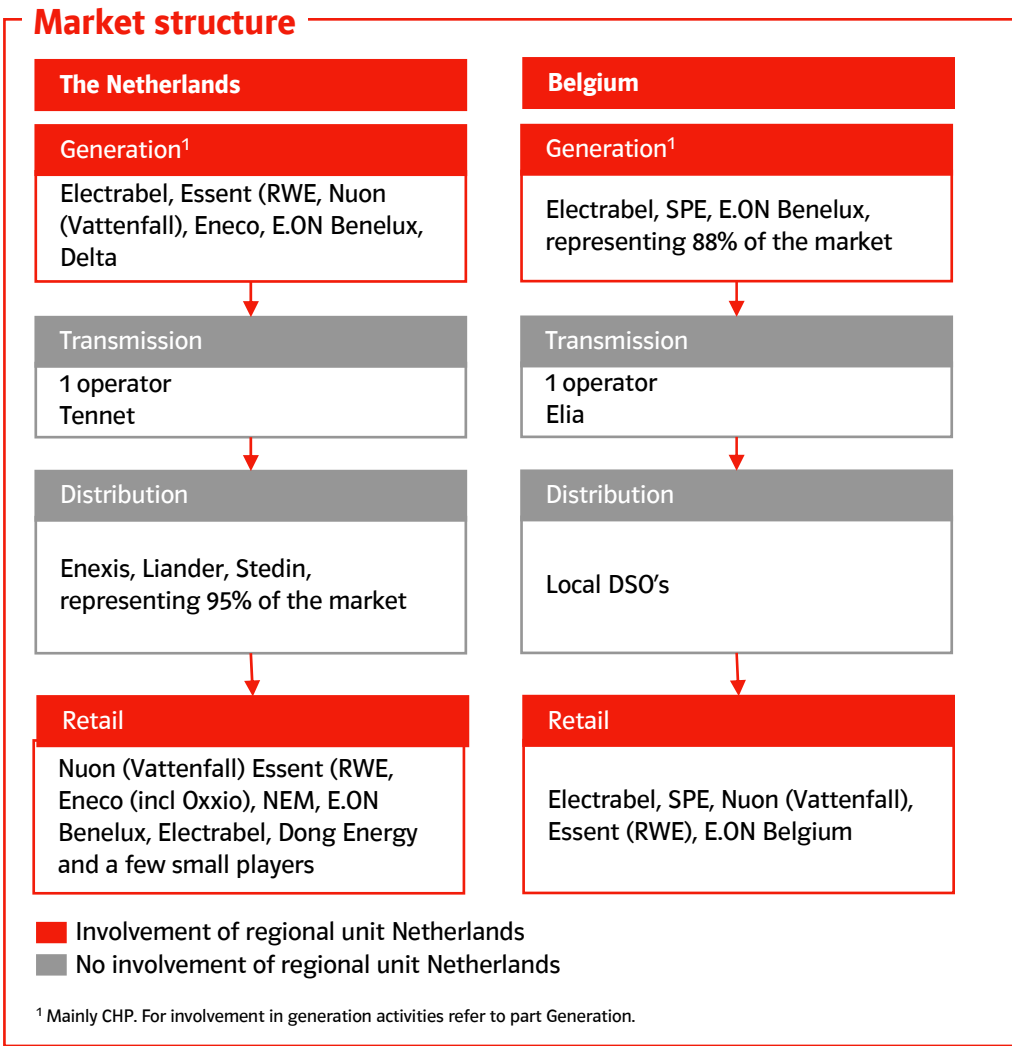 Market structure
The Netherlands
Generation¹
Electrabel, Essent (RWE, Nuon
(Vattenfall), Eneco, E.ON Benelux,
Delta
Transmission
1 operator
Tennet
Distribution
Enexis, Liander, Stedin,
representing 95% of the market
Retail
Nuon (Vattenfall) Essent (RWE,
Eneco (incl Oxxio), NEM, E.ON
Benelux, Electrabel, Dong Energy
and a few small players
Belgium
Generation¹
Electrabel, SPE, E.ON Benelux,
representing 88% of the market
Transmission
1 operator
Elia
Distribution
Local DSO's
Retail
Electrabel, SPE, Nuon (Vattenfall),
Essent (RWE), E.ON Belgium
Involvement of regional unit Netherlands
No involvement of regional unit Netherlands
¹ Mainly CHP. For involvement in generation activities refer to part Generation.